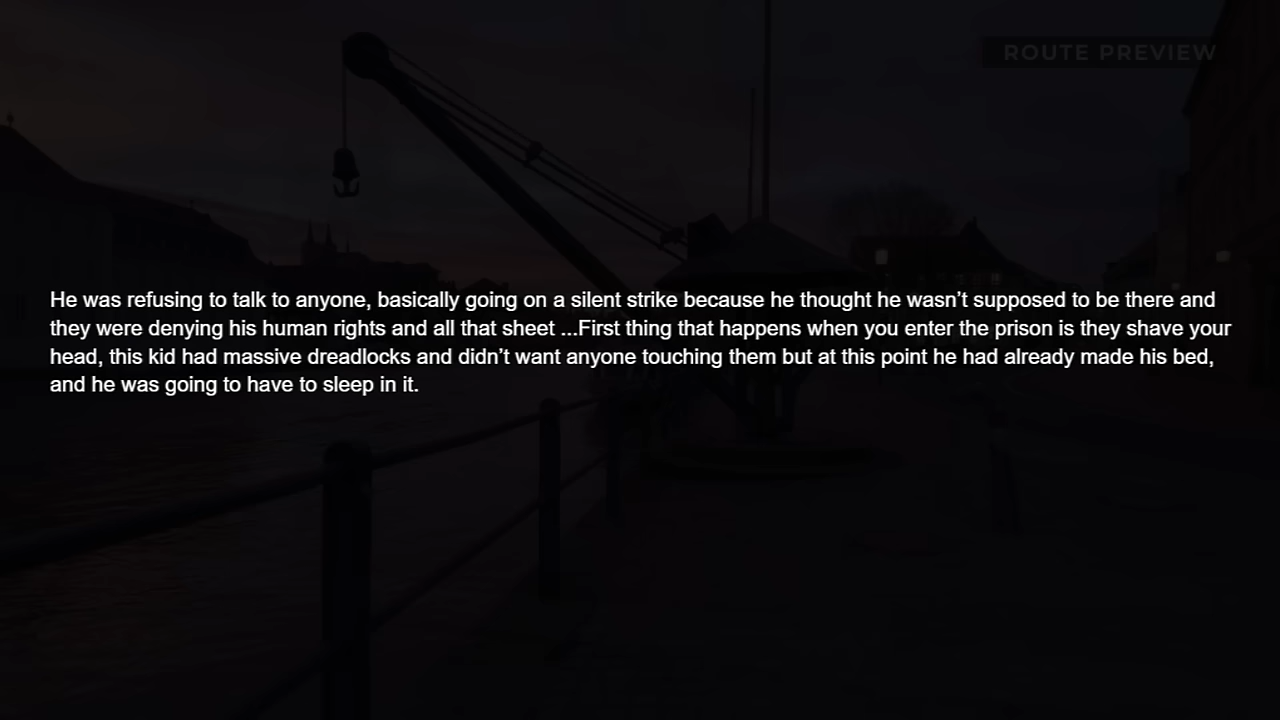 ROUTE PREVIEW
He was refusing to talk to anyone, basically going on a silent strike because he thought he wasn’t supposed to be there and
they were denying his human rights and all that sheet ...First thing that happens when you enter the prison is they shave your
head, this kid had massive dreadlocks and didn’t want anyone touching them but at this point he had already made his bed,
and he was going to have to sleep in it.